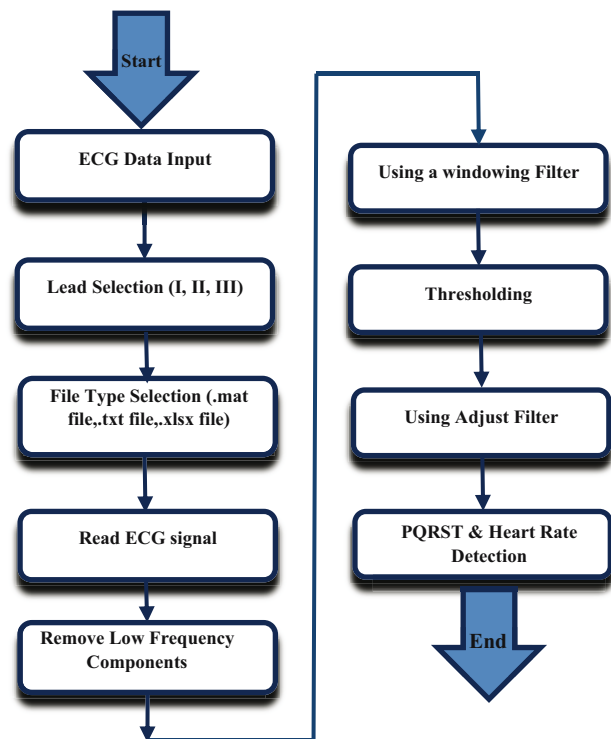 Start
ECG Data Input
Lead Selection (I, II, III)
File Type Selection (.mat
file,.txt file,.xlsx file)
Read ECG signal
Remove Low Frequency
Components
Using a windowing Filter
Thresholding
Using Adjust Filter
PQRST & Heart Rate
Detection
End